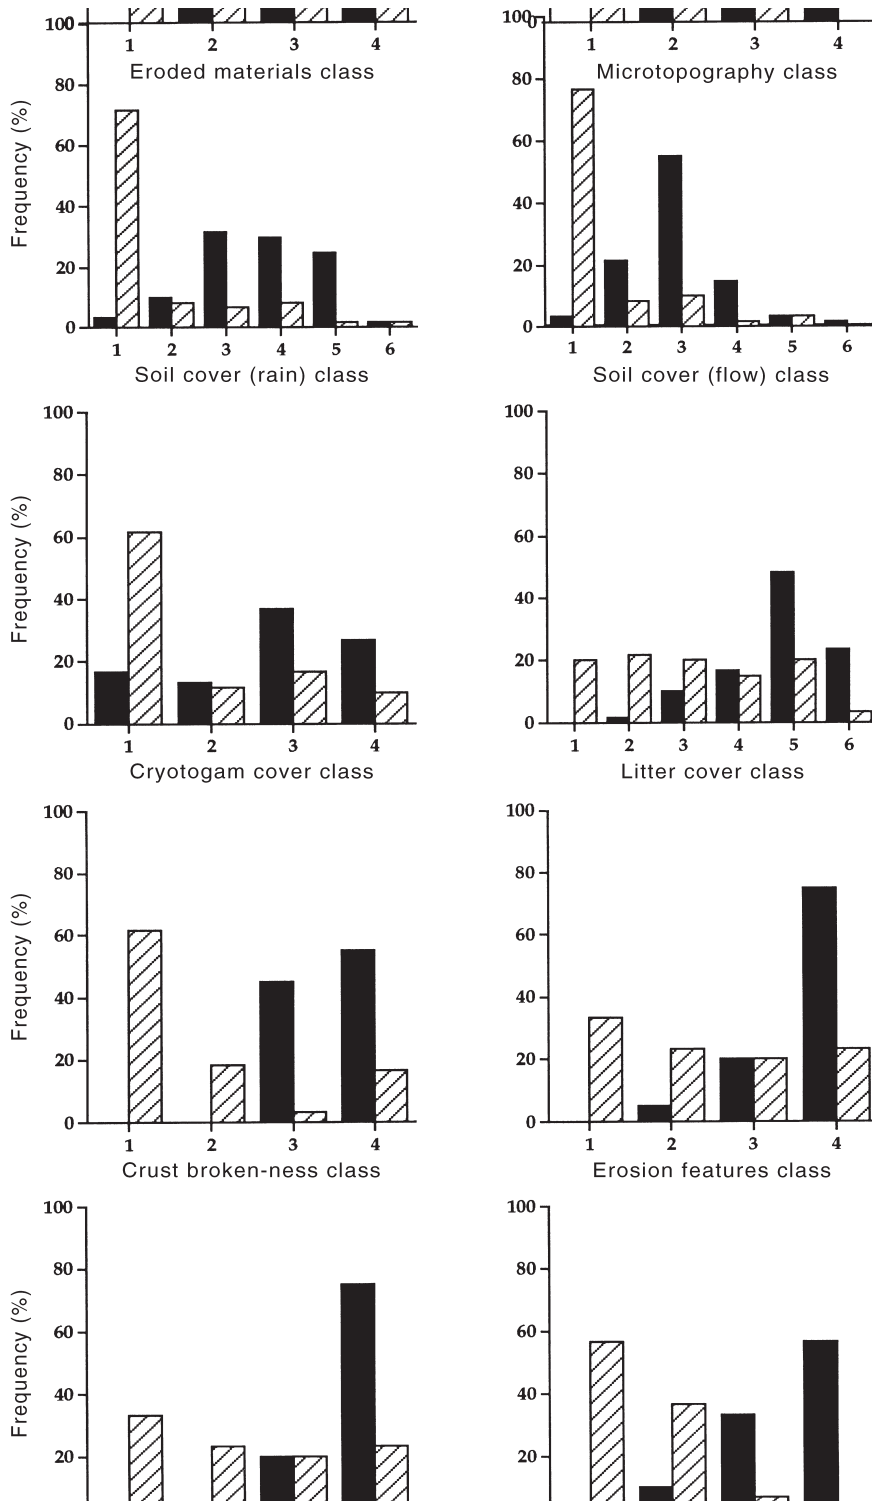 100
1 2 3 4
Eroded materials class
80
60
40
20
0
Frequency (%)
1 2 3 4 5 6
Soil cover (rain) class
100
1 2 3 4
Microtopography class
80
60
40
20
0
1 2 3 4 5 6
Soil cover (flow) class
100
80
60
40
20
0
Frequency (%)
1 2 3 4
Cryotogam cover class
100
80
60
40
20
0
1 2 3 4 5 6
Litter cover class
100
80
60
40
20
0
Frequency (%)
1 2 3 4
Crust broken-ness class
100
80
60
40
20
0
1 2 3 4
Erosion features class
100
80
60
40
20
Frequency (%)
100
80
60
40
20